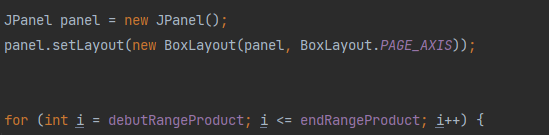 JPanel panel = new JPanel();
panel.setLayout(new BoxLayout(panel, BoxLayout.PAGE_AXIS));
for (int i = debutRangeProduct; i <= endRangeProduct; i++) {